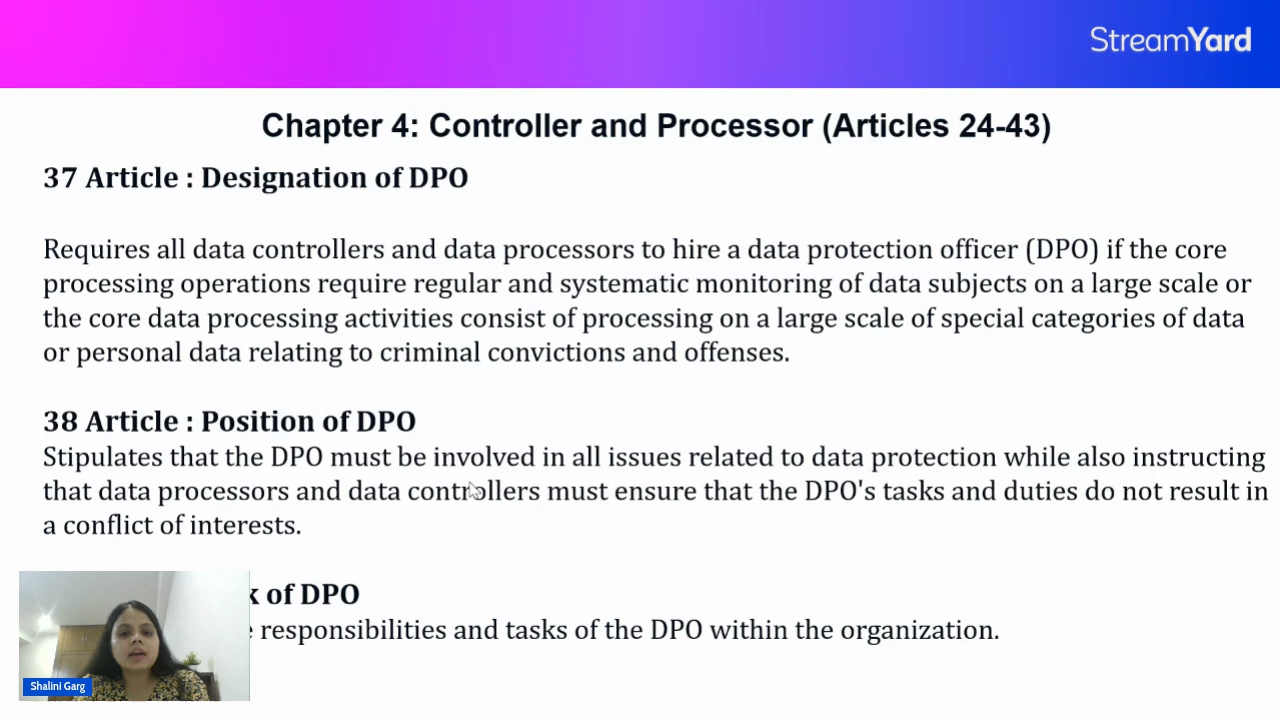 StreamYard
Chapter 4: Controller and Processor (Articles 24-43)
37 Article : Designation of DPO
Requires all data controllers and data processors to hire a data protection officer (DPO) if the core
processing operations require regular and systematic monitoring of data subjects on a large scale or
the core data processing activities consist of processing on a large scale of special categories of data
or personal data relating to criminal convictions and offenses.
38 Article : Position of DPO
Stipulates that the DPO must be involved in all issues related to data protection while also instructing
that data processors and data controllers must ensure that the DPO's tasks and duties do not result in
a conflict of interests.
of DPO
responsibilities and tasks of the DPO within the organization.
Shalini Garg